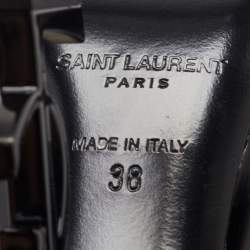 SAINT LAURENT
PARIS
MADE IN ITALY
38